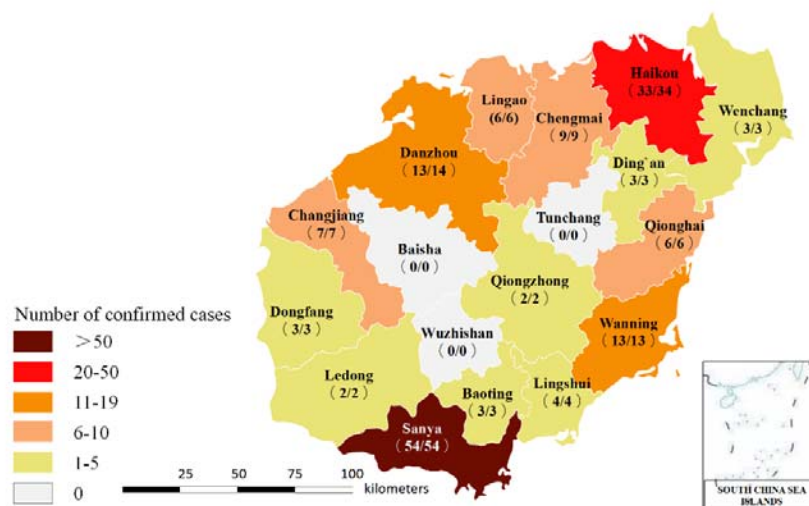 Haikou
(33/34)
Wenchang
(3/3)
Lingao
(6/6)
Chengmai
(9/9)
Danzhou
(13/14)
Ding`an
(3/3)
Changjiang
(7/7)
Tunchang
(0/0)
Qionghai
(6/6)
Baisha
(0/0)
Qiongzhong
(2/2)
Dongfang
(3/3)
Wuzhishan
(0/0)
Wanning
(13/13)
Ledong
(2/2)
Baoting
(3/3)
Lingshui
(4/4)
Sanya
(54/54)
Number of confirmed cases
>50
20-50
11-19
6-10
1-5
0
25 50 75 100
kilometers
SOUTH CHINA SEA
ISLANDS